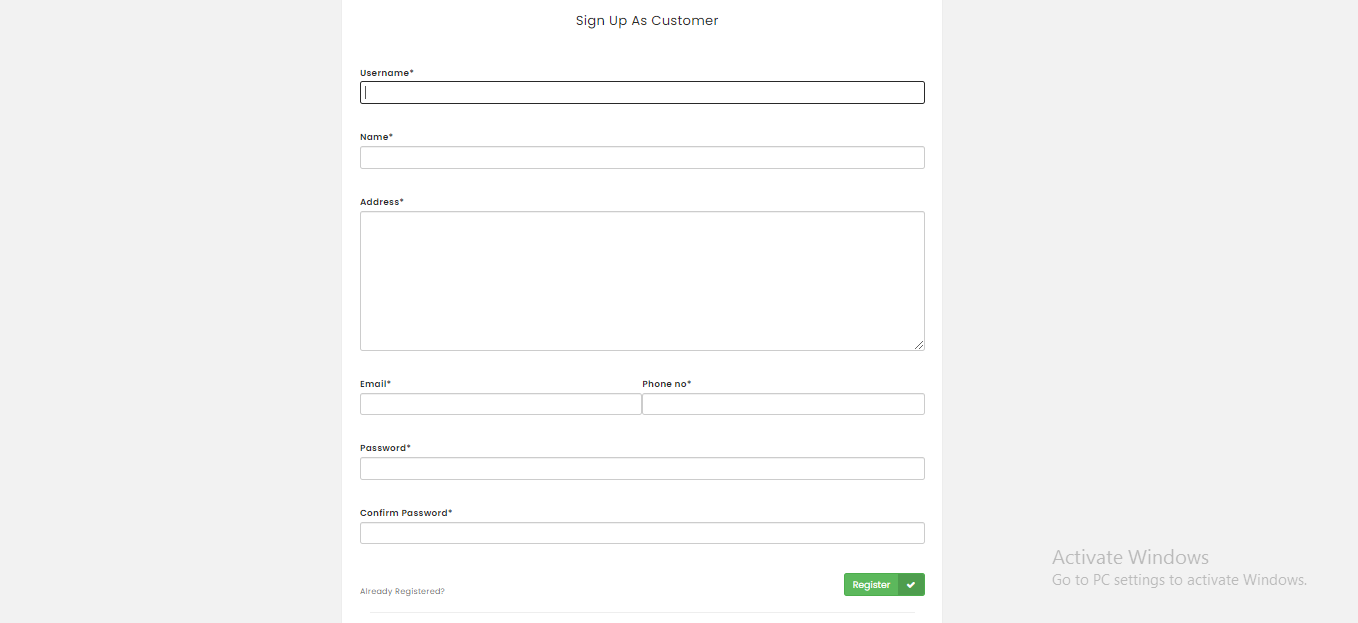 Sign Up As Customer
Username*
Name*
Address*
Email*
Phone no*
Password*
Confirm Password*
Already Registered?
Register
Activate Windows
Go to PC settings to activate Windows.